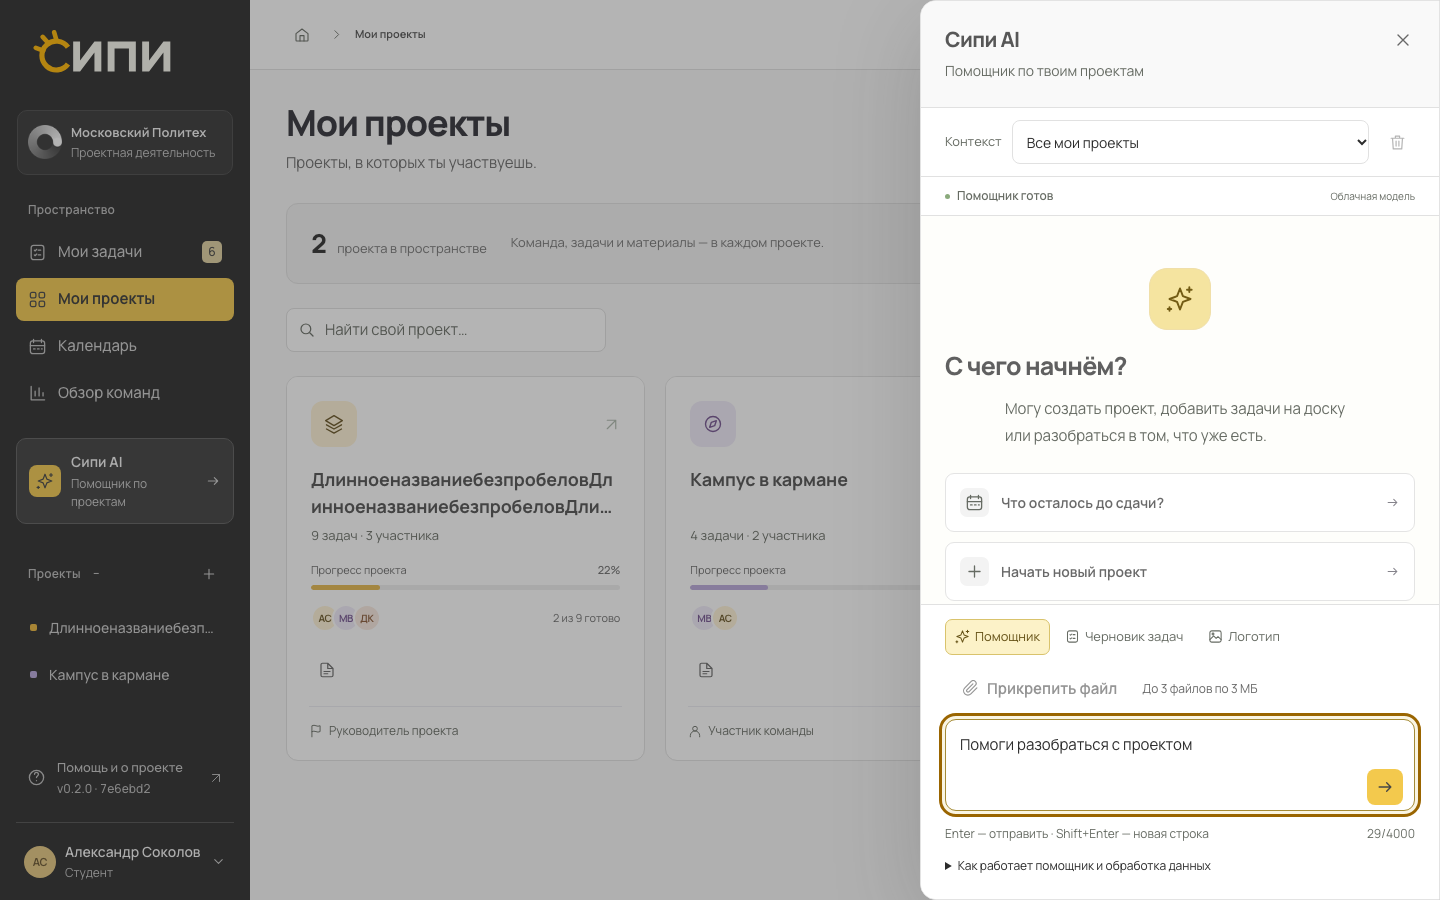 Сипи
Московский Политех
Проектная деятельность
Пространство
Мои задачи
6
Мои проекты
Календарь
Обзор команд
Сипи AI
Помощник по
проектам
Проекты
Длинноеназваниебезп...
Кампус в кармане
Помощь и о проекте
v0.2.0 · 7e6ebd2
АС
Александр Соколов
Студент
Мои проекты
Мои проекты
Проекты, в которых ты участвуешь.
2 проекта в пространстве
Команда, задачи и материалы — в каждом проекте.
Найти свой проект...
ДлинноеназваниебезпробеловДл
инноеназваниебезпробеловДли...
9 задач · 3 участника
Прогресс проекта 22%
АС МВ ДК
2 из 9 готово
Руководитель проекта
Кампус в кармане
4 задачи · 2 участника
Прогресс проекта
МВ АС
Участник команды
Сипи AI
Помощник по твоим проектам
Контекст
Все мои проекты
Помощник готов
Облачная модель
С чего начнём?
Могу создать проект, добавить задачи на доску
или разобраться в том, что уже есть.
Что осталось до сдачи?
Начать новый проект
Помощник
Черновик задач
Логотип
Прикрепить файл
До 3 файлов по 3 МБ
Помоги разобраться с проектом
Enter — отправить · Shift+Enter — новая строка
29/4000
Как работает помощник и обработка данных